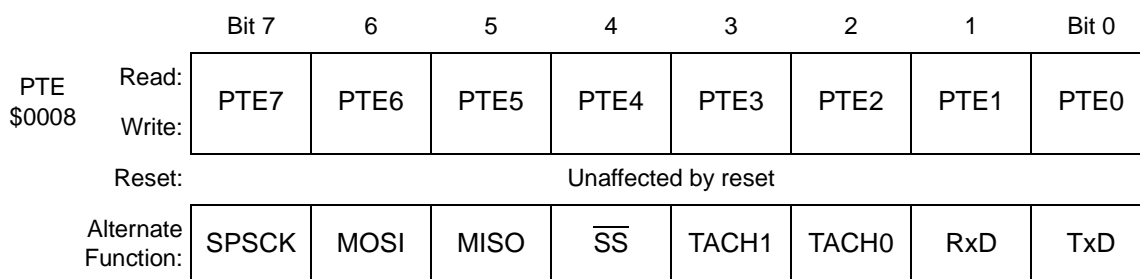 Bit 7 6 5 4 3 2 1 Bit 0
PTE $0008 Read: Write: PTE7 PTE6 PTE5 PTE4 PTE3 PTE2 PTE1 PTE0
Reset: Unaffected by reset
Alternate Function: SPSCK MOSI MISO S̅S̅ TACH1 TACH0 RxD TxD